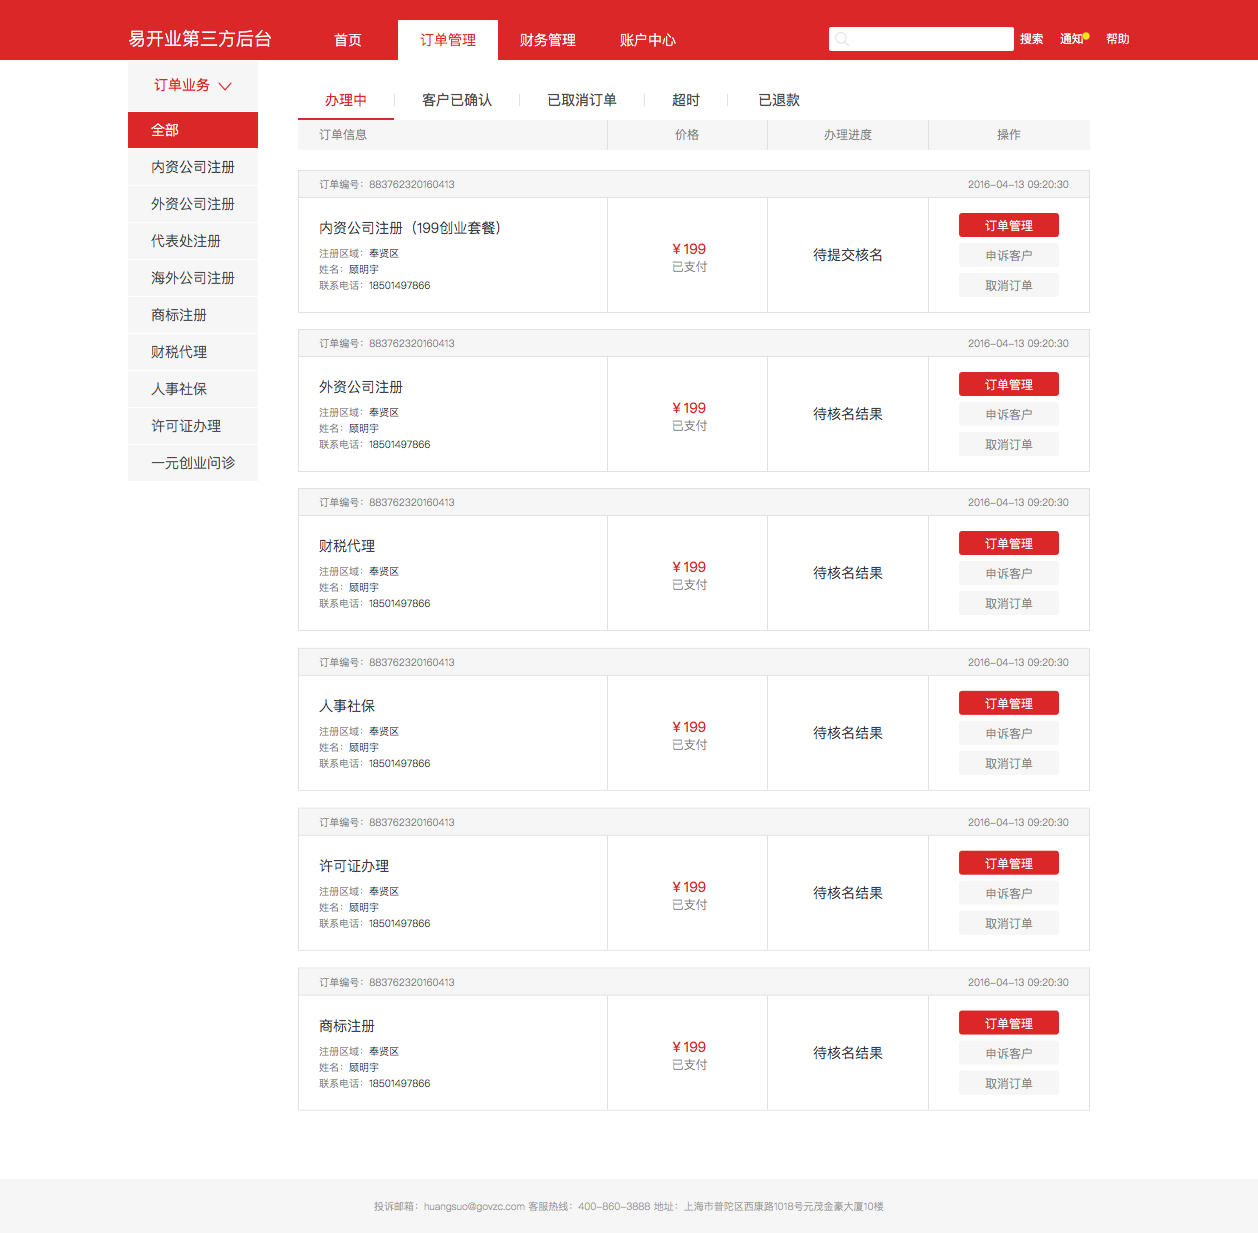 易开业第三方后台 首页 订单管理 财务管理 账户中心 搜索 通知 帮助
订单业务
全部
内资公司注册
外资公司注册
代表处注册
海外公司注册
商标注册
财税代理
人事社保
许可证办理
一元创业问诊
办理中 客户已确认 已取消订单 超时 已退款
订单信息 价格 办理进度 操作
订单编号：883762320160413 2016-04-13 09:20:30
内资公司注册（199创业套餐）
注册区域：奉贤区
姓名：顾明宇
联系电话：18501497866
￥199
已支付
待提交核名
订单管理
申诉客户
取消订单
订单编号：883762320160413 2016-04-13 09:20:30
外资公司注册
注册区域：奉贤区
姓名：顾明宇
联系电话：18501497866
￥199
已支付
待核名结果
订单管理
申诉客户
取消订单
订单编号：883762320160413 2016-04-13 09:20:30
财税代理
注册区域：奉贤区
姓名：顾明宇
联系电话：18501497866
￥199
已支付
待核名结果
订单管理
申诉客户
取消订单
订单编号：883762320160413 2016-04-13 09:20:30
人事社保
注册区域：奉贤区
姓名：顾明宇
联系电话：18501497866
￥199
已支付
待核名结果
订单管理
申诉客户
取消订单
订单编号：883762320160413 2016-04-13 09:20:30
许可证办理
注册区域：奉贤区
姓名：顾明宇
联系电话：18501497866
￥199
已支付
待核名结果
订单管理
申诉客户
取消订单
订单编号：883762320160413 2016-04-13 09:20:30
商标注册
注册区域：奉贤区
姓名：顾明宇
联系电话：18501497866
￥199
已支付
待核名结果
订单管理
申诉客户
取消订单
投诉邮箱：huangsuo@govzc.com 客服热线：400-860-3888 地址：上海市普陀区西康路1018号元茂金豪大厦10楼